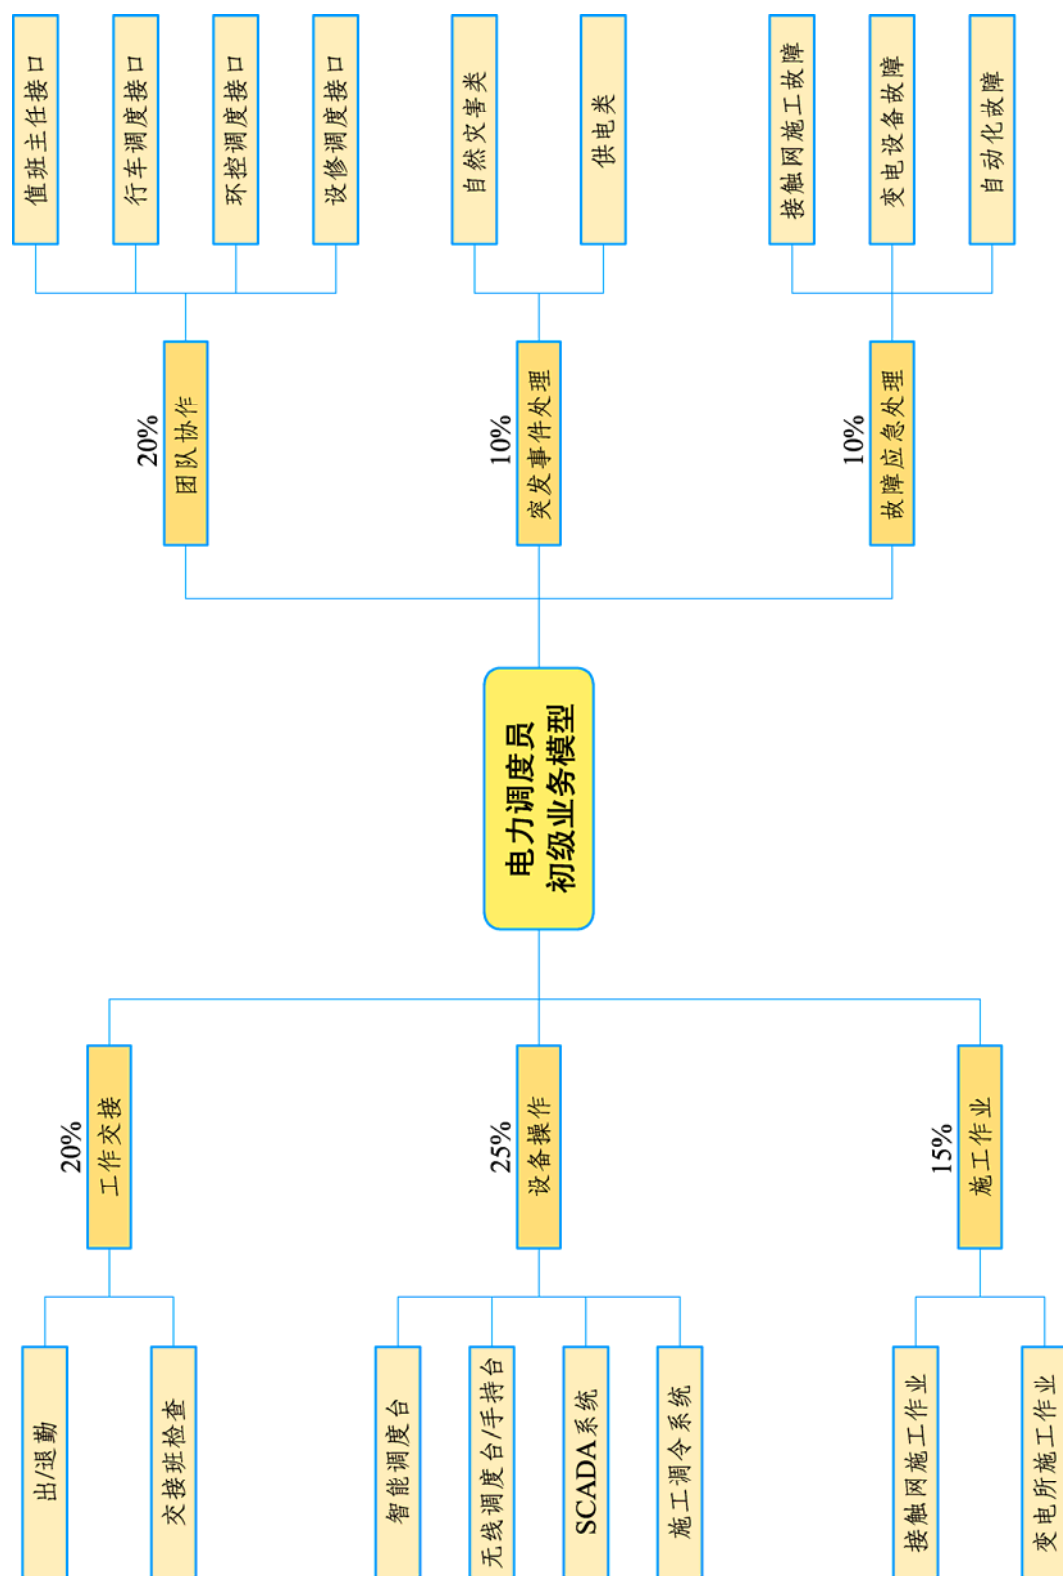 电力调度员
初级业务模型
20%
工作交接
出/退勤
交接班检查
25%
设备操作
智能调度台
无线调度台/手持台
SCADA系统
施工调令系统
15%
施工作业
接触网施工作业
变电所施工作业
20%
团队协作
值班主任接口
行车调度接口
环控调度接口
设修调度接口
10%
突发事件处理
自然灾害类
供电类
10%
故障应急处理
接触网施工故障
变电设备故障
自动化故障